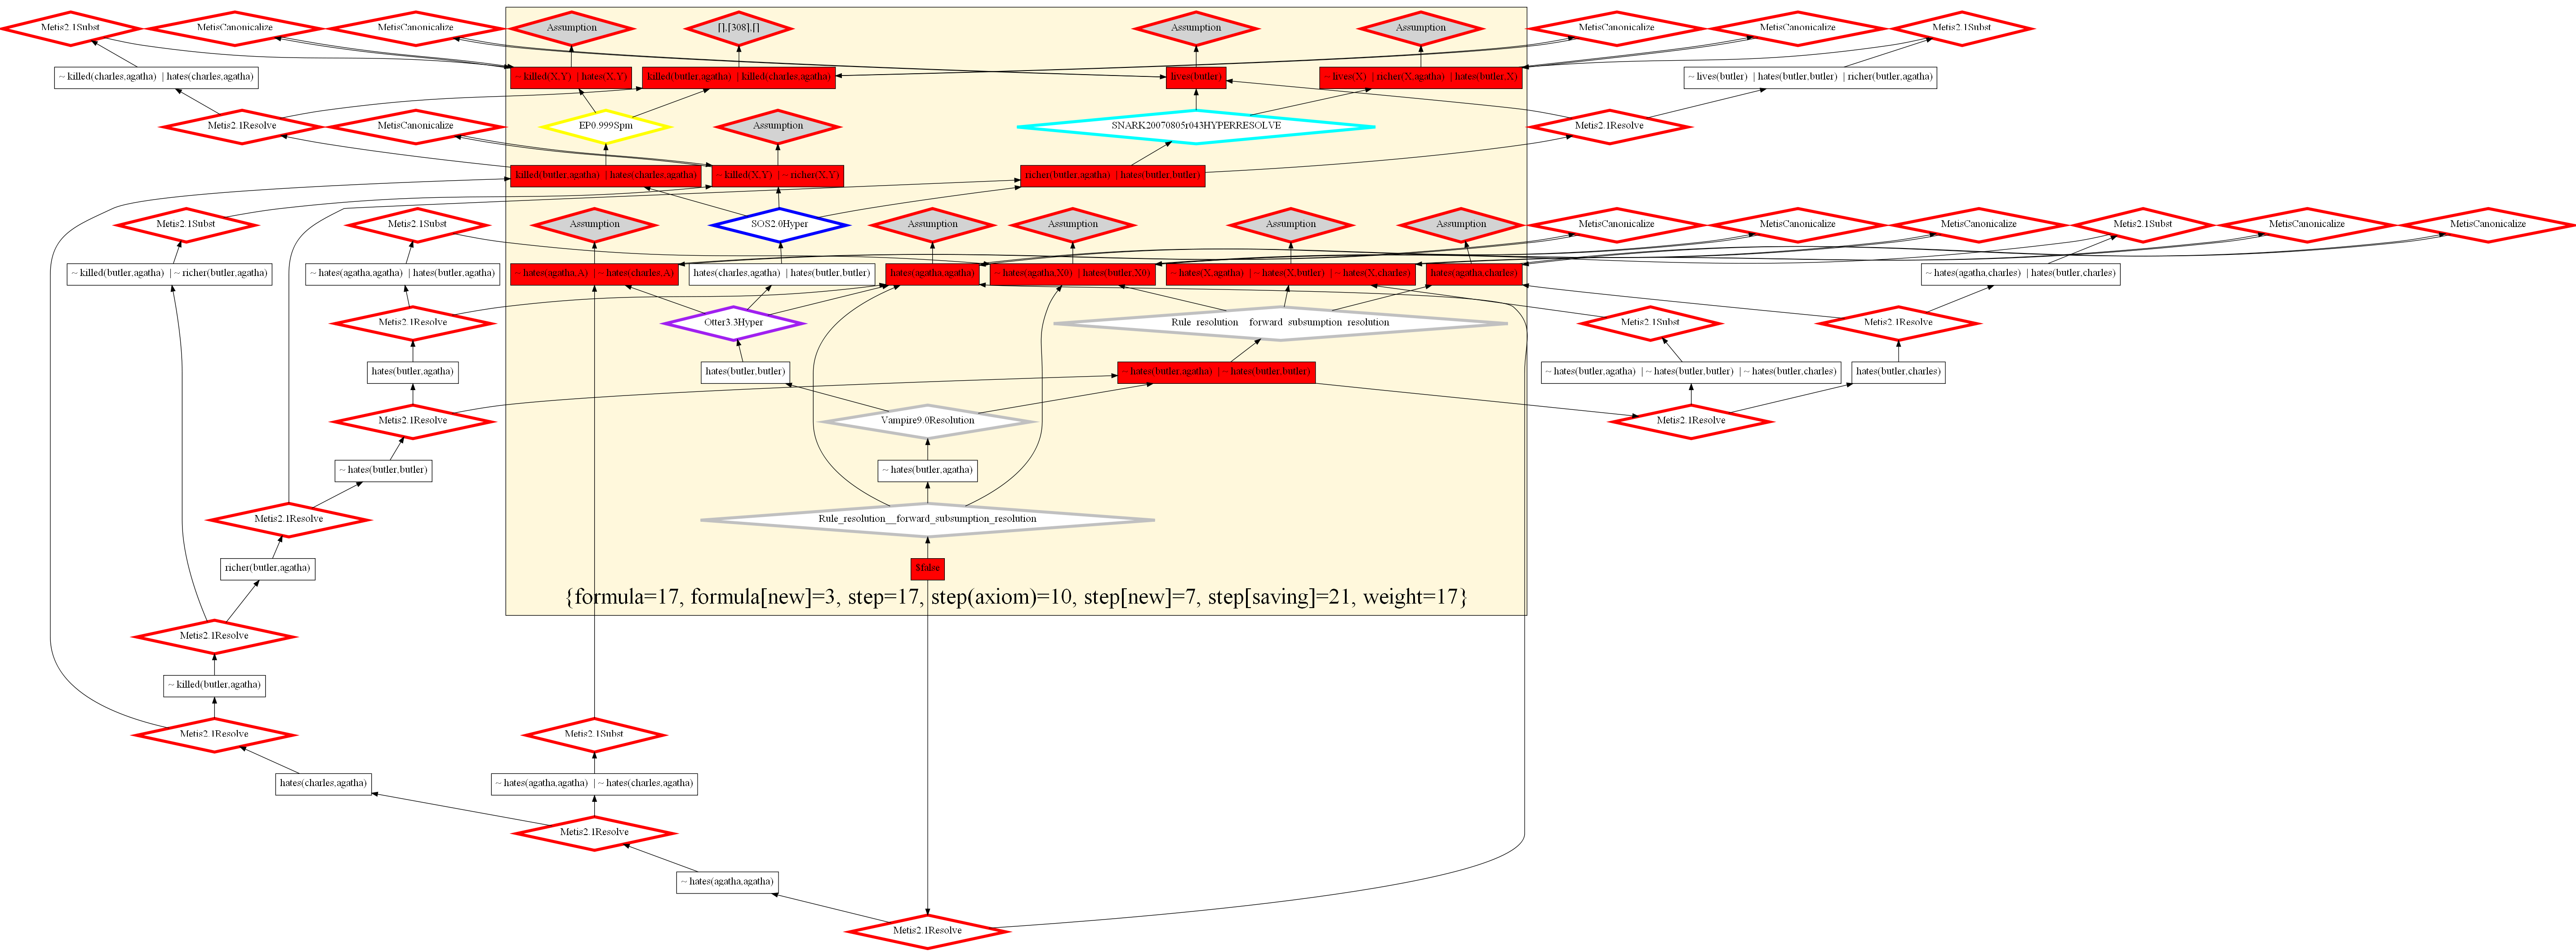 Metis2.1Subst
MetisCanonicalize
MetisCanonicalize
Assumption
[],[308],[]
Assumption
Assumption
MetisCanonicalize
MetisCanonicalize
Metis2.1Subst
~ killed(charles,agatha) | hates(charles,agatha)
~ killed(X,Y) | hates(X,Y)
killed(butler,agatha) | killed(charles,agatha)
lives(butler)
~ lives(X) | richer(X,agatha) | hates(butler,X)
~ lives(butler) | hates(butler,butler) | richer(butler,agatha)
Metis2.1Resolve
MetisCanonicalize
EP0.999Spm
Assumption
SNARK20070805r043HYPERRESOLVE
Metis2.1Resolve
killed(butler,agatha) | hates(charles,agatha)
~ killed(X,Y) | ~ richer(X,Y)
richer(butler,agatha) | hates(butler,butler)
Metis2.1Subst
Metis2.1Subst
Assumption
SOS2.0Hyper
Assumption
Assumption
Assumption
Assumption
MetisCanonicalize
MetisCanonicalize
MetisCanonicalize
Metis2.1Subst
MetisCanonicalize
MetisCanonicalize
~ killed(butler,agatha) | ~ richer(butler,agatha)
~ hates(agatha,agatha) | hates(butler,agatha)
~ hates(agatha,A) | ~ hates(charles,A)
hates(charles,agatha) | hates(butler,butler)
hates(agatha,agatha)
~ hates(agatha,X0) | hates(butler,X0)
~ hates(X,agatha) | ~ hates(X,butler) | ~ hates(X,charles)
hates(agatha,charles)
~ hates(agatha,charles) | hates(butler,charles)
Metis2.1Resolve
Otter3.3Hyper
Rule_resolution__forward_subsumption_resolution
Metis2.1Subst
Metis2.1Resolve
hates(butler,agatha)
hates(butler,butler)
~ hates(butler,agatha) | ~ hates(butler,butler)
~ hates(butler,agatha) | ~ hates(butler,butler) | ~ hates(butler,charles)
hates(butler,charles)
Metis2.1Resolve
Vampire9.0Resolution
Metis2.1Resolve
~ hates(butler,butler)
~ hates(butler,agatha)
Metis2.1Resolve
Rule_resolution__forward_subsumption_resolution
richer(butler,agatha)
$false
{formula=17, formula[new]=3, step=17, step(axiom)=10, step[new]=7, step[saving]=21, weight=17}
Metis2.1Resolve
~ killed(butler,agatha)
Metis2.1Resolve
Metis2.1Subst
hates(charles,agatha)
~ hates(agatha,agatha) | ~ hates(charles,agatha)
Metis2.1Resolve
~ hates(agatha,agatha)
Metis2.1Resolve